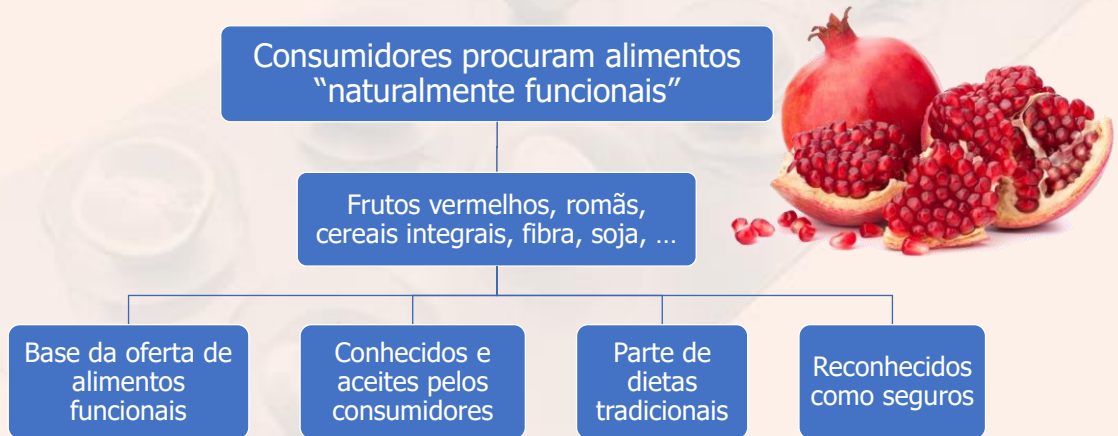 Consumidores procuram alimentos
“naturalmente funcionais”
Frutos vermelhos, romãs,
cereais integrais, fibra, soja, …
Base da oferta de
alimentos
funcionais
Conhecidos e
aceites pelos
consumidores
Parte de
dietas
tradicionais
Reconhecidos
como seguros